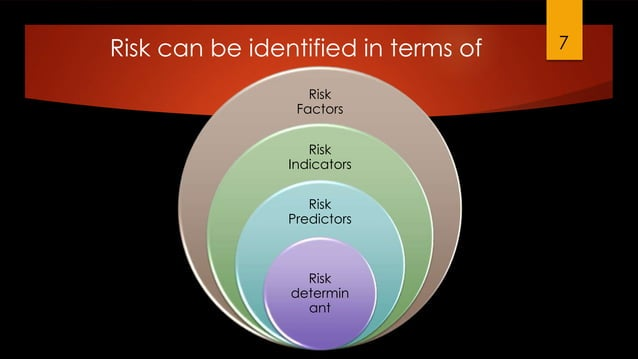 Risk can be identified in terms of
7
Risk
Factors
Risk
Indicators
Risk
Predictors
Risk
determin
ant